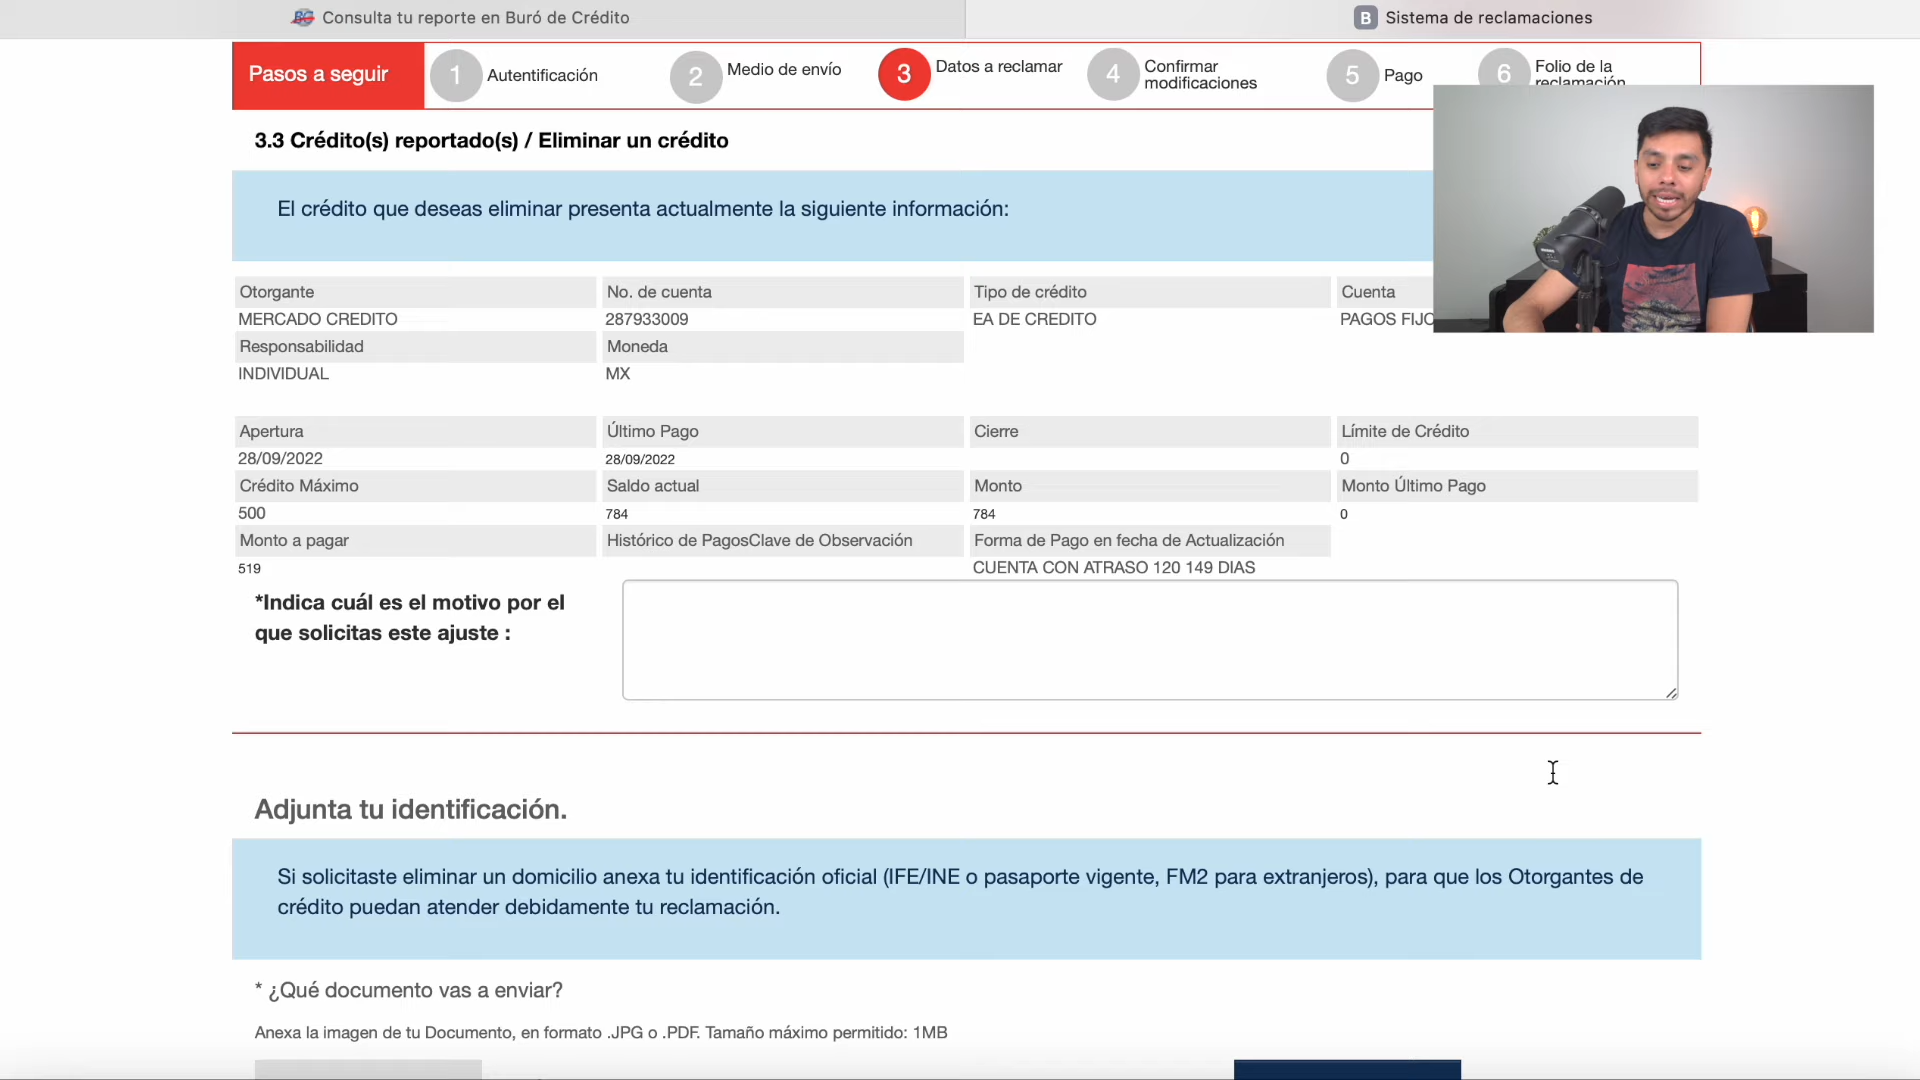 Consulta tu reporte en Buró de Crédito
B Sistema de reclamaciones
Pasos a seguir
1 Autentificación
2 Medio de envío
3 Datos a reclamar
4 Confirmar
modificaciones
5 Pago
6 Folio de la
reclamación
3.3 Crédito(s) reportado(s) / Eliminar un crédito
El crédito que deseas eliminar presenta actualmente la siguiente información:
Otorgante No. de cuenta Tipo de crédito Cuenta
MERCADO CREDITO 287933009 EA DE CREDITO PAGOS FIJO
Responsabilidad Moneda
INDIVIDUAL MX
Apertura Último Pago Cierre Límite de Crédito
28/09/2022 28/09/2022 0
Crédito Máximo Saldo actual Monto Monto Último Pago
500 784 784 0
Monto a pagar Histórico de PagosClave de Observación Forma de Pago en fecha de Actualización
519 CUENTA CON ATRASO 120 149 DIAS
*Indica cuál es el motivo por el
que solicitas este ajuste :
Adjunta tu identificación.
Si solicitaste eliminar un domicilio anexa tu identificación oficial (IFE/INE o pasaporte vigente, FM2 para extranjeros), para que los Otorgantes de
crédito puedan atender debidamente tu reclamación.
* ¿Qué documento vas a enviar?
Anexa la imagen de tu Documento, en formato .JPG o .PDF. Tamaño máximo permitido: 1MB